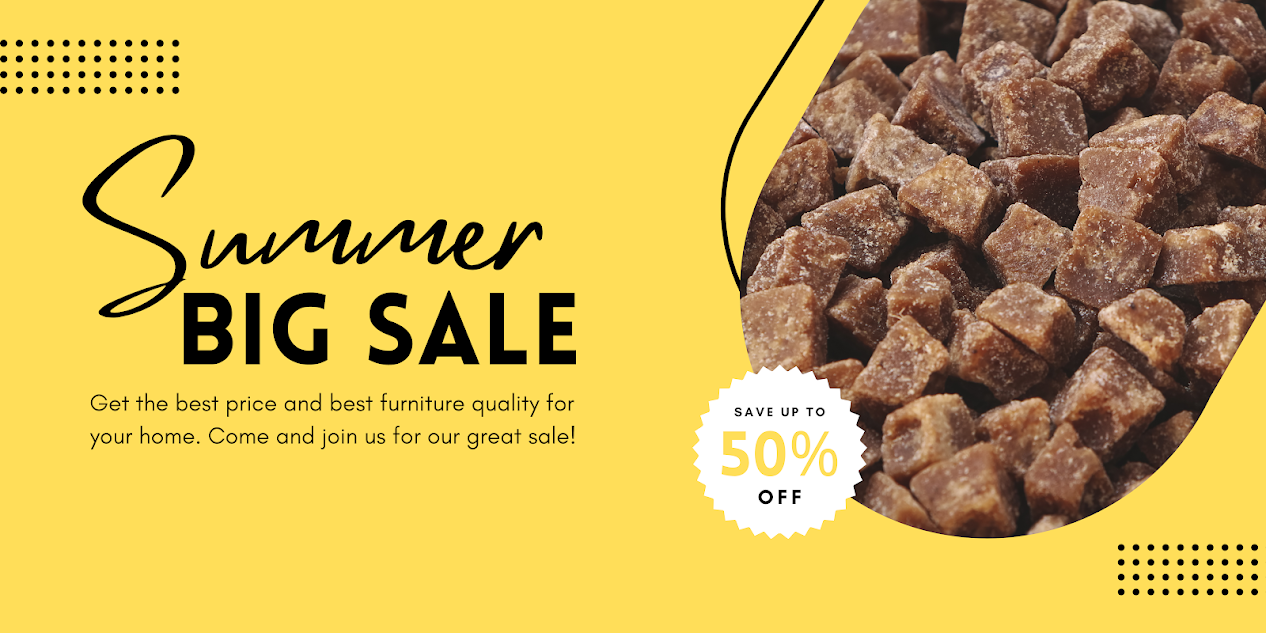 Summer
BIG SALE
Get the best price and best furniture quality for
your home. Come and join us for our great sale!
SAVE UP TO
50%
OFF